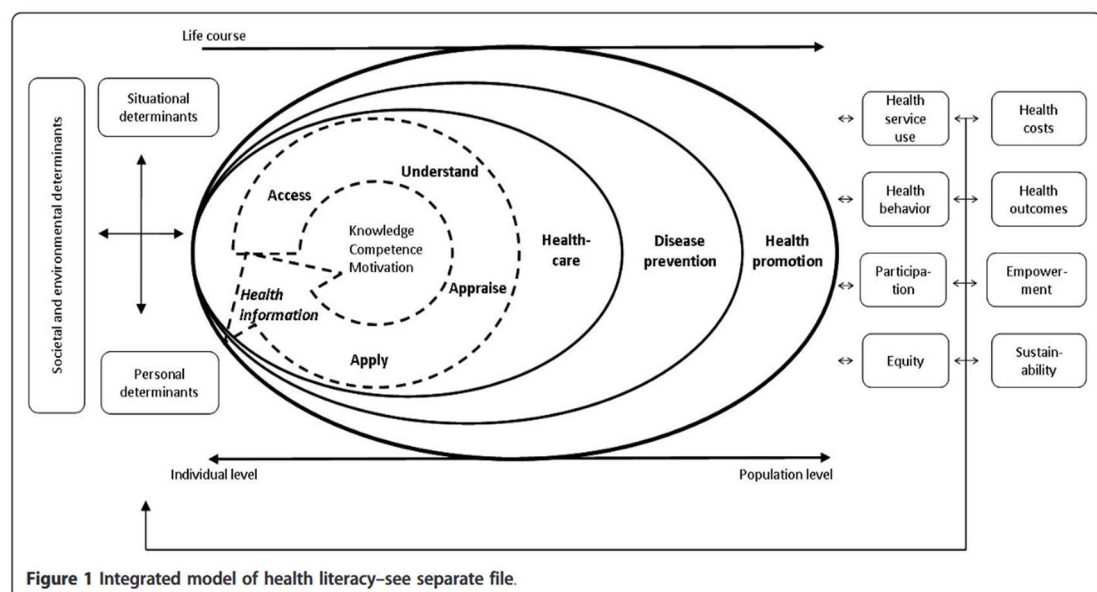 Life course
Societal and environmental determinants
Situational
determinants
Personal
determinants
Access
Understand
Knowledge
Competence
Motivation
Health
information
Appraise
Apply
Health-
care
Disease
prevention
Health
promotion
Health
service
use
Health
costs
Health
behavior
Health
outcomes
Participa-
tion
Empower-
ment
Equity
Sustain-
ability
Individual level
Population level
Figure 1 Integrated model of health literacy–see separate file.